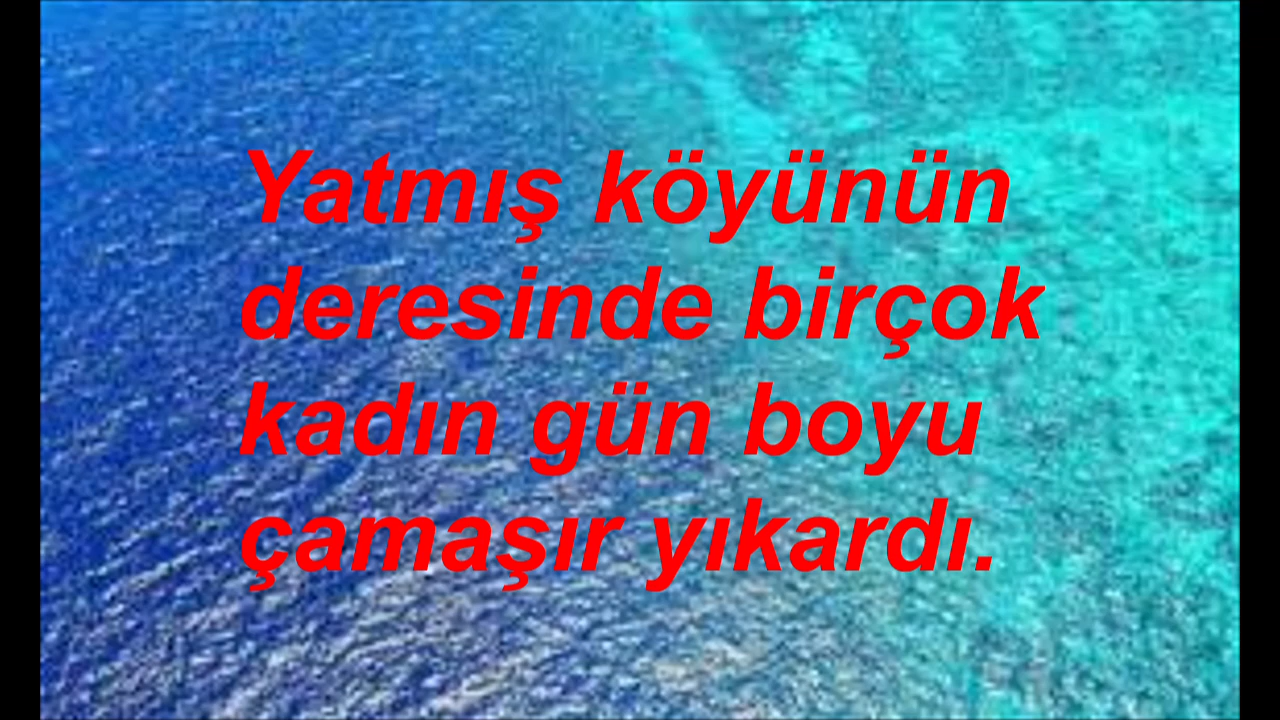 Yatmış köyünün
deresinde birçok
kadın gün boyu
çamaşır yıkardı.